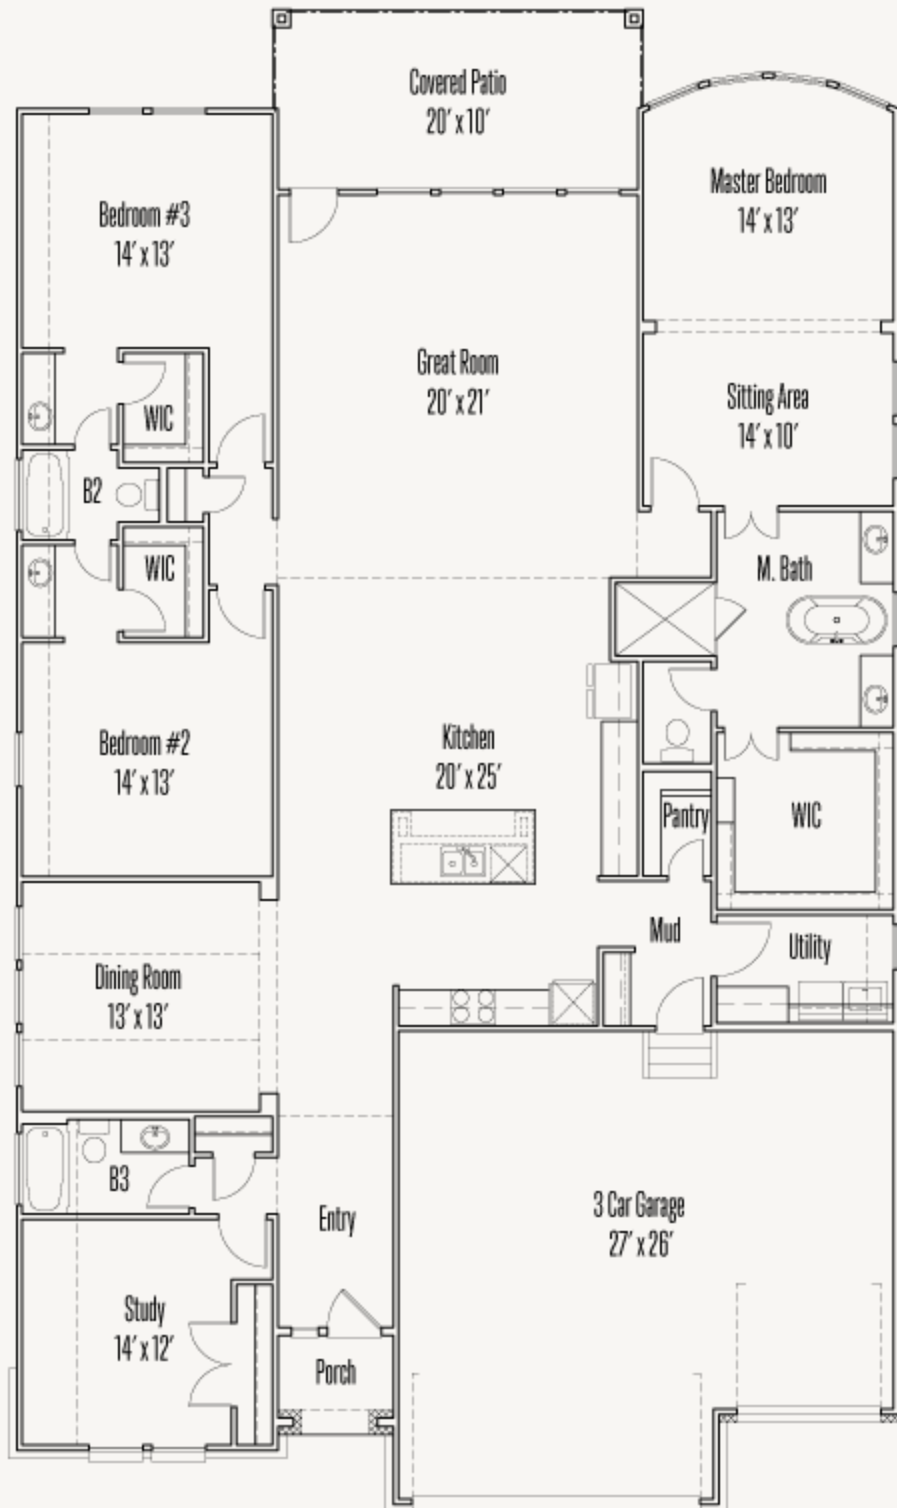 Covered Patio
20' x 10'
Master Bedroom
14' x 13'
Bedroom #3
14' x 13'
Great Room
20' x 21'
Sitting Area
14' x 10'
WIC
B2
WIC
M. Bath
Bedroom #2
14' x 13'
Kitchen
20' x 25'
Pantry
WIC
Mud
Utility
Dining Room
13' x 13'
B3
Entry
3 Car Garage
27' x 26'
Study
14' x 12'
Porch